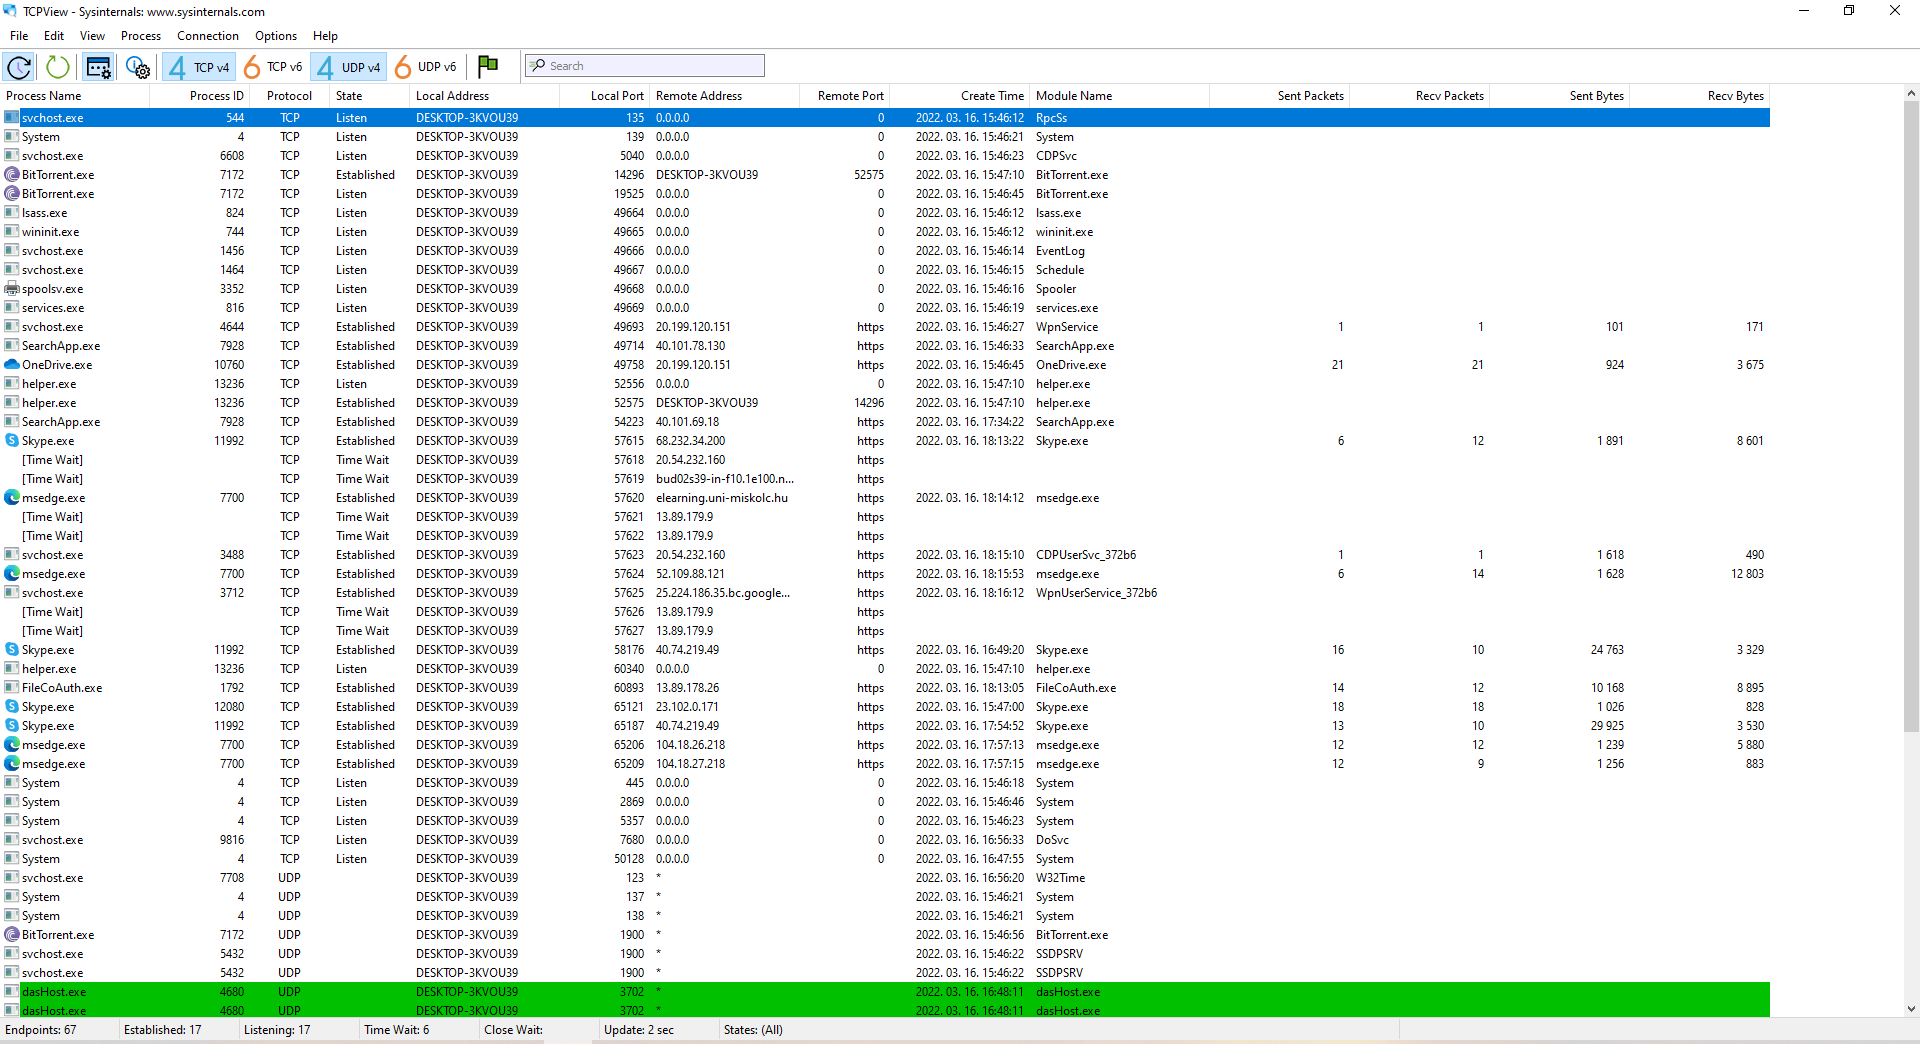 TCPView - Sysinternals: www.sysinternals.com
File Edit View Process Connection Options Help
4 TCP v4 6 TCP v6 4 UDP v4 6 UDP v6 Search
Process Name Process ID Protocol State Local Address Local Port Remote Address Remote Port Create Time Module Name Sent Packets Recv Packets Sent Bytes Recv Bytes
svchost.exe 544 TCP Listen DESKTOP-3KVOU39 135 0.0.0.0 0 2022. 03. 16. 15:46:12 RpcSs
System 4 TCP Listen DESKTOP-3KVOU39 139 0.0.0.0 0 2022. 03. 16. 15:46:21 System
svchost.exe 6608 TCP Listen DESKTOP-3KVOU39 5040 0.0.0.0 0 2022. 03. 16. 15:46:23 CDPSvc
BitTorrent.exe 7172 TCP Established DESKTOP-3KVOU39 14296 DESKTOP-3KVOU39 52575 2022. 03. 16. 15:47:10 BitTorrent.exe
BitTorrent.exe 7172 TCP Listen DESKTOP-3KVOU39 19525 0.0.0.0 0 2022. 03. 16. 15:46:45 BitTorrent.exe
lsass.exe 824 TCP Listen DESKTOP-3KVOU39 49664 0.0.0.0 0 2022. 03. 16. 15:46:12 lsass.exe
wininit.exe 744 TCP Listen DESKTOP-3KVOU39 49665 0.0.0.0 0 2022. 03. 16. 15:46:12 wininit.exe
svchost.exe 1456 TCP Listen DESKTOP-3KVOU39 49666 0.0.0.0 0 2022. 03. 16. 15:46:14 EventLog
svchost.exe 1464 TCP Listen DESKTOP-3KVOU39 49667 0.0.0.0 0 2022. 03. 16. 15:46:15 Schedule
spoolsv.exe 3352 TCP Listen DESKTOP-3KVOU39 49668 0.0.0.0 0 2022. 03. 16. 15:46:16 Spooler
services.exe 816 TCP Listen DESKTOP-3KVOU39 49669 0.0.0.0 0 2022. 03. 16. 15:46:19 services.exe
svchost.exe 4644 TCP Established DESKTOP-3KVOU39 49693 20.199.120.151 https 2022. 03. 16. 15:46:27 WpnService 1 1 101 171
SearchApp.exe 7928 TCP Established DESKTOP-3KVOU39 49714 40.101.78.130 https 2022. 03. 16. 15:46:33 SearchApp.exe
OneDrive.exe 10760 TCP Established DESKTOP-3KVOU39 49758 20.199.120.151 https 2022. 03. 16. 15:46:45 OneDrive.exe 21 21 924 3 675
helper.exe 13236 TCP Listen DESKTOP-3KVOU39 52556 0.0.0.0 0 2022. 03. 16. 15:47:10 helper.exe
helper.exe 13236 TCP Established DESKTOP-3KVOU39 52575 DESKTOP-3KVOU39 14296 2022. 03. 16. 15:47:10 helper.exe
SearchApp.exe 7928 TCP Established DESKTOP-3KVOU39 54223 40.101.69.18 https 2022. 03. 16. 17:34:22 SearchApp.exe
Skype.exe 11992 TCP Established DESKTOP-3KVOU39 57615 68.232.34.200 https 2022. 03. 16. 18:13:22 Skype.exe 6 12 1 891 8 601
[Time Wait] TCP Time Wait DESKTOP-3KVOU39 57618 20.54.232.160 https
[Time Wait] TCP Time Wait DESKTOP-3KVOU39 57619 bud02s39-in-f10.1e100.n... https
msedge.exe 7700 TCP Established DESKTOP-3KVOU39 57620 elearning.uni-miskolc.hu https 2022. 03. 16. 18:14:12 msedge.exe
[Time Wait] TCP Time Wait DESKTOP-3KVOU39 57621 13.89.179.9 https
[Time Wait] TCP Time Wait DESKTOP-3KVOU39 57622 13.89.179.9 https
svchost.exe 3488 TCP Established DESKTOP-3KVOU39 57623 20.54.232.160 https 2022. 03. 16. 18:15:10 CDPUserSvc_372b6 1 1 1 618 490
msedge.exe 7700 TCP Established DESKTOP-3KVOU39 57624 52.109.88.121 https 2022. 03. 16. 18:15:53 msedge.exe 6 14 1 628 12 803
svchost.exe 3712 TCP Established DESKTOP-3KVOU39 57625 25.224.186.35.bc.google... https 2022. 03. 16. 18:16:12 WpnUserService_372b6
[Time Wait] TCP Time Wait DESKTOP-3KVOU39 57626 13.89.179.9 https
[Time Wait] TCP Time Wait DESKTOP-3KVOU39 57627 13.89.179.9 https
Skype.exe 11992 TCP Established DESKTOP-3KVOU39 58176 40.74.219.49 https 2022. 03. 16. 16:49:20 Skype.exe 16 10 24 763 3 329
helper.exe 13236 TCP Listen DESKTOP-3KVOU39 60340 0.0.0.0 0 2022. 03. 16. 15:47:10 helper.exe
FileCoAuth.exe 1792 TCP Established DESKTOP-3KVOU39 60893 13.89.178.26 https 2022. 03. 16. 18:13:05 FileCoAuth.exe 14 12 10 168 8 895
Skype.exe 12080 TCP Established DESKTOP-3KVOU39 65121 23.102.0.171 https 2022. 03. 16. 15:47:00 Skype.exe 18 18 1 026 828
Skype.exe 11992 TCP Established DESKTOP-3KVOU39 65187 40.74.219.49 https 2022. 03. 16. 17:54:52 Skype.exe 13 10 29 925 3 530
msedge.exe 7700 TCP Established DESKTOP-3KVOU39 65206 104.18.26.218 https 2022. 03. 16. 17:57:13 msedge.exe 12 12 1 239 5 880
msedge.exe 7700 TCP Established DESKTOP-3KVOU39 65209 104.18.27.218 https 2022. 03. 16. 17:57:15 msedge.exe 12 9 1 256 883
System 4 TCP Listen DESKTOP-3KVOU39 445 0.0.0.0 0 2022. 03. 16. 15:46:18 System
System 4 TCP Listen DESKTOP-3KVOU39 2869 0.0.0.0 0 2022. 03. 16. 15:46:46 System
System 4 TCP Listen DESKTOP-3KVOU39 5357 0.0.0.0 0 2022. 03. 16. 15:46:23 System
svchost.exe 9816 TCP Listen DESKTOP-3KVOU39 7680 0.0.0.0 0 2022. 03. 16. 16:56:33 DoSvc
System 4 TCP Listen DESKTOP-3KVOU39 50128 0.0.0.0 0 2022. 03. 16. 16:47:55 System
svchost.exe 7708 UDP DESKTOP-3KVOU39 123 * 2022. 03. 16. 16:56:20 W32Time
System 4 UDP DESKTOP-3KVOU39 137 * 2022. 03. 16. 15:46:21 System
System 4 UDP DESKTOP-3KVOU39 138 * 2022. 03. 16. 15:46:21 System
BitTorrent.exe 7172 UDP DESKTOP-3KVOU39 1900 * 2022. 03. 16. 15:46:56 BitTorrent.exe
svchost.exe 5432 UDP DESKTOP-3KVOU39 1900 * 2022. 03. 16. 15:46:22 SSDPSRV
svchost.exe 5432 UDP DESKTOP-3KVOU39 1900 * 2022. 03. 16. 15:46:22 SSDPSRV
dasHost.exe 4680 UDP DESKTOP-3KVOU39 3702 * 2022. 03. 16. 16:48:11 dasHost.exe
dasHost.exe 4680 UDP DESKTOP-3KVOU39 3702 * 2022. 03. 16. 16:48:11 dasHost.exe
Endpoints: 67 Established: 17 Listening: 17 Time Wait: 6 Close Wait: Update: 2 sec States: (All)